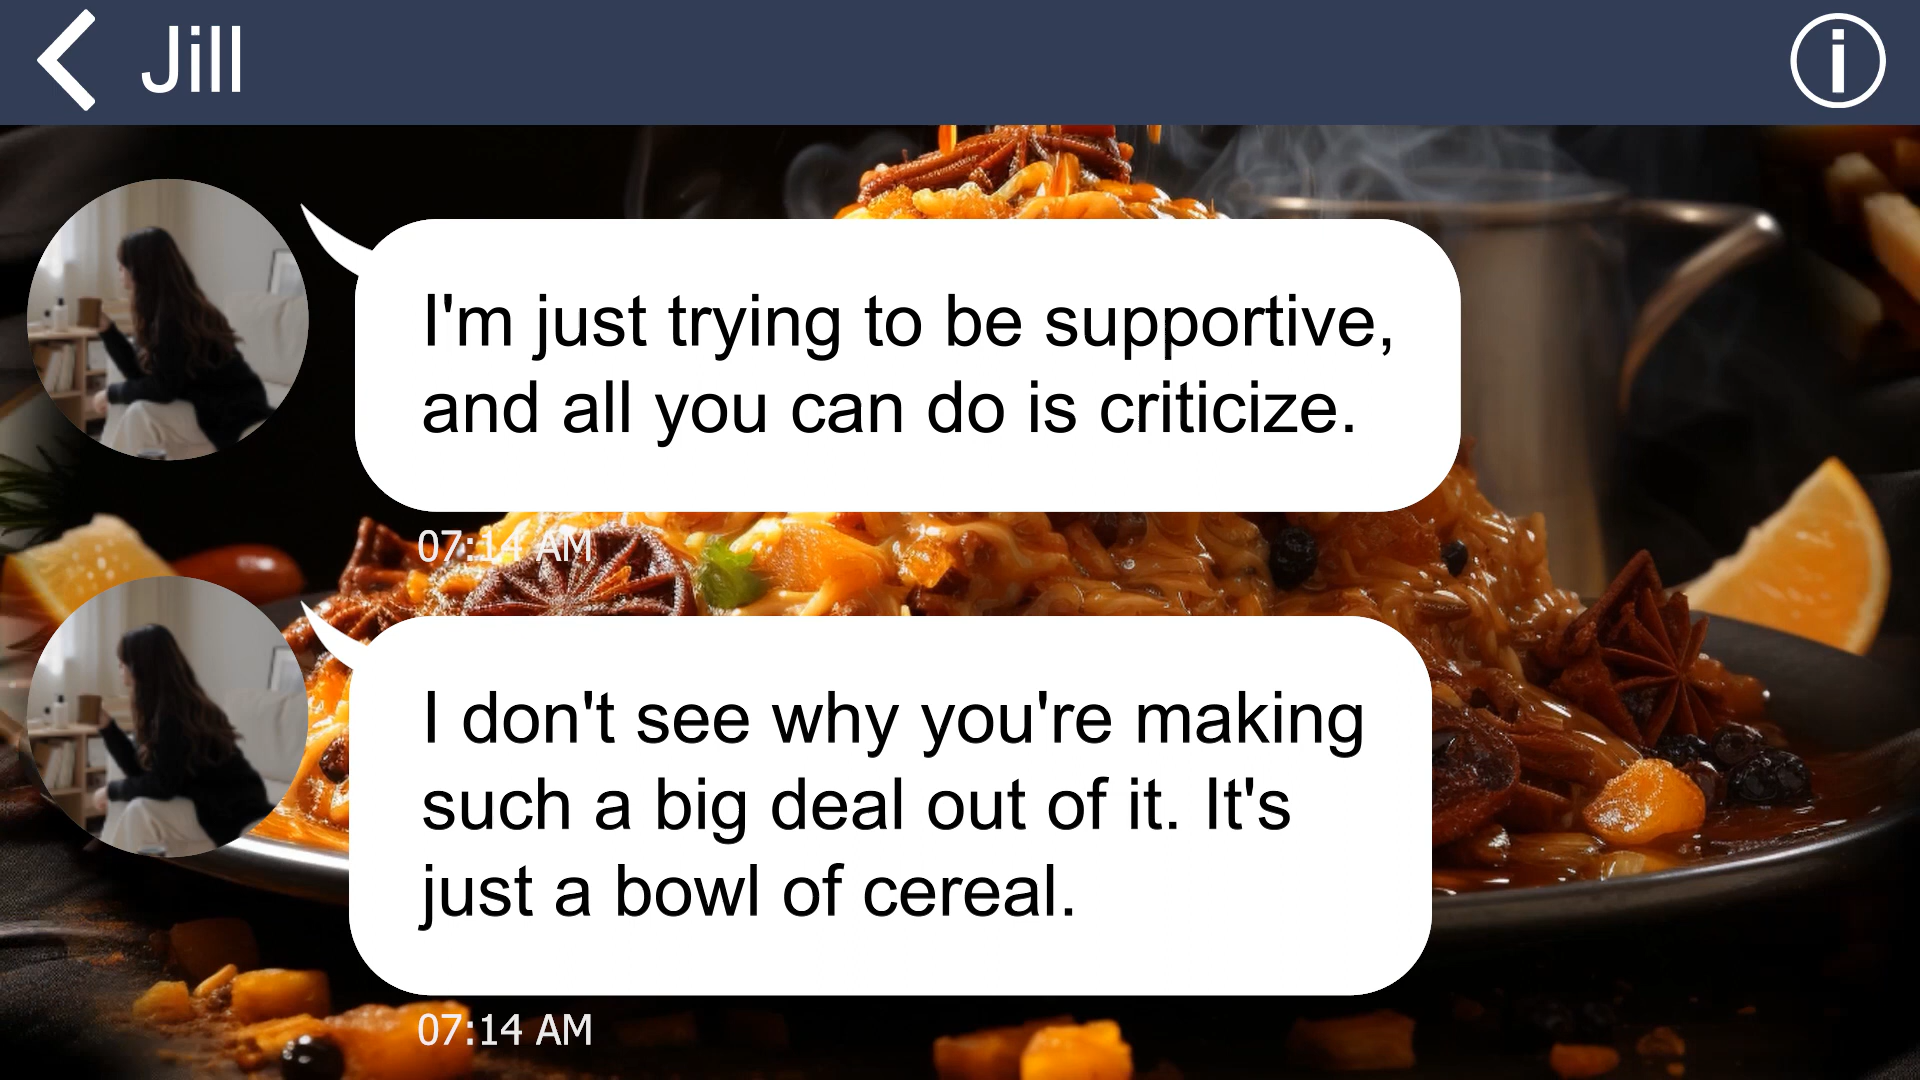 Jill
I'm just trying to be supportive,
and all you can do is criticize.
07:14 AM
I don't see why you're making
such a big deal out of it. It's
just a bowl of cereal.
07:14 AM